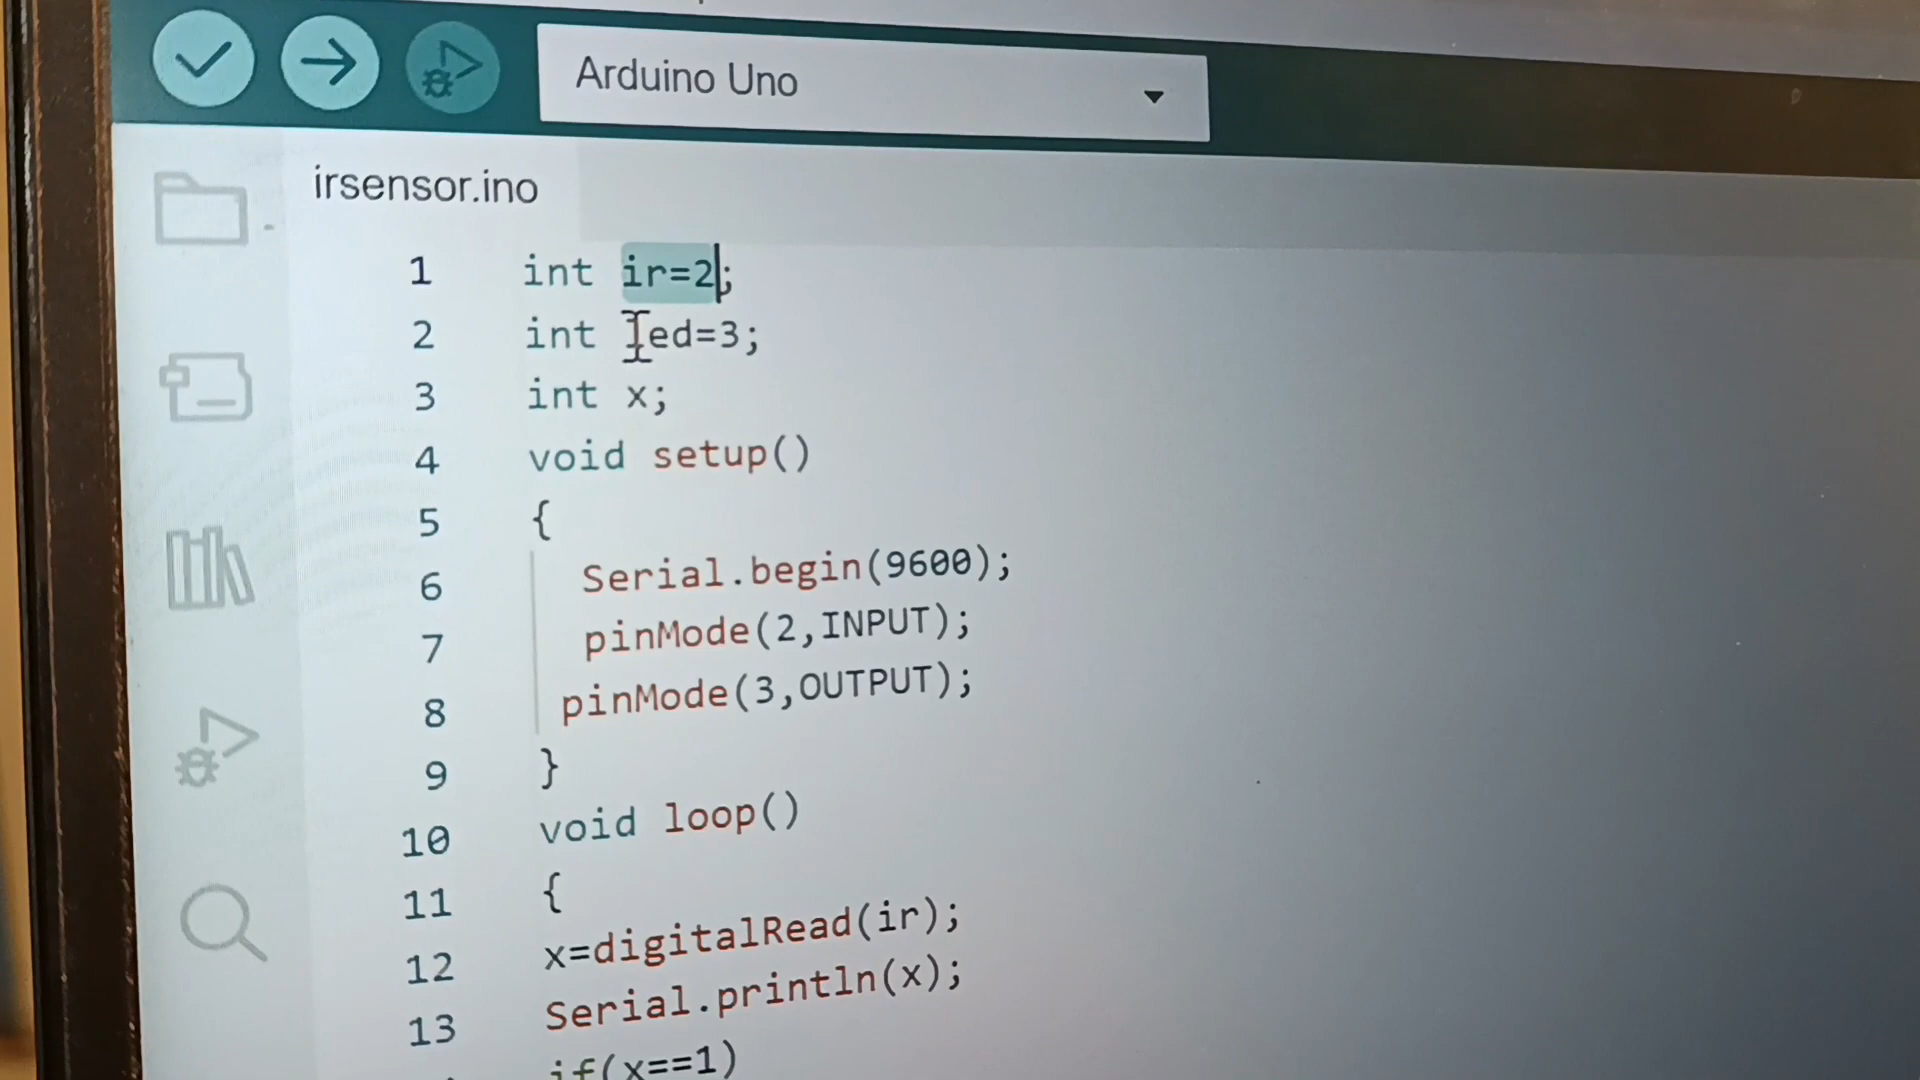 Arduino Uno
irsensor.ino
1 int ir=2;
2 int led=3;
3 int x;
4 void setup()
5 {
6 Serial.begin(9600);
7 pinMode(2,INPUT);
8 pinMode(3,OUTPUT);
9 }
10 void loop()
11 {
12 x=digitalRead(ir);
13 Serial.println(x);
if(x==1)